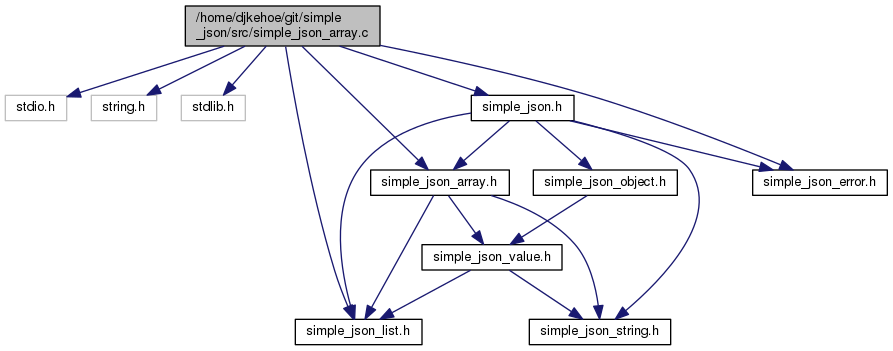 /home/djkehoe/git/simple
_json/src/simple_json_array.c
stdio.h
string.h
stdlib.h
simple_json.h
simple_json_array.h
simple_json_object.h
simple_json_error.h
simple_json_value.h
simple_json_list.h
simple_json_string.h